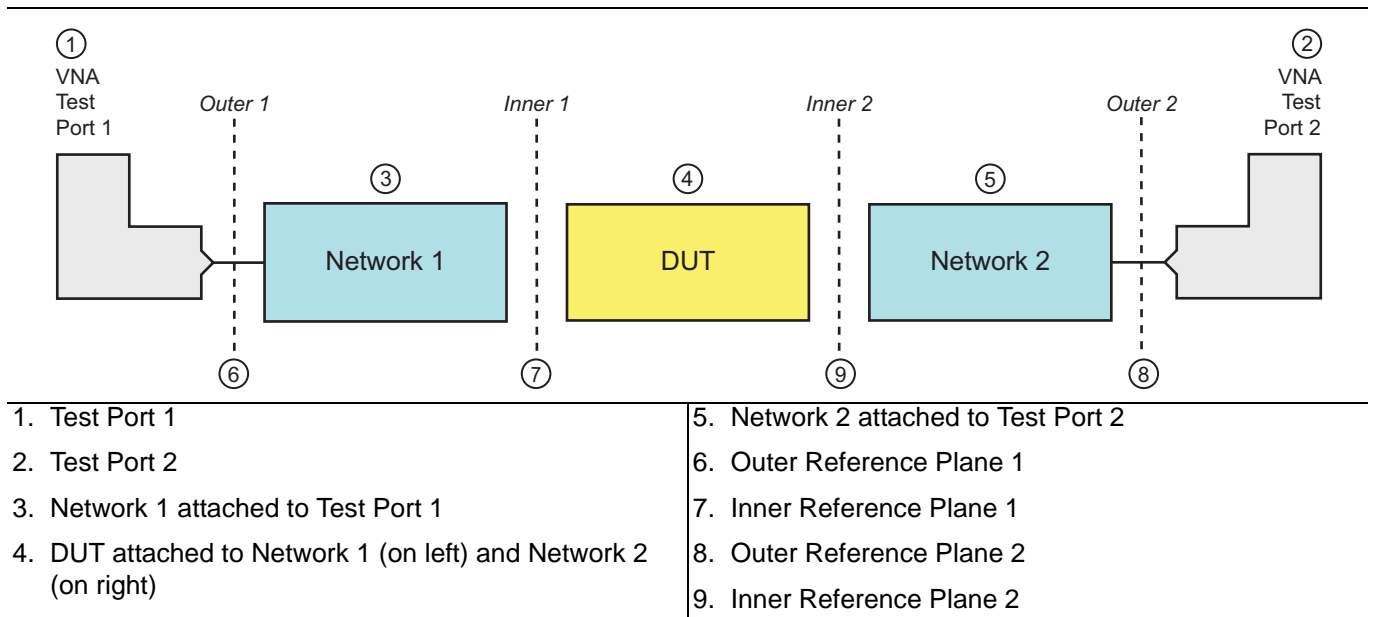 ①
VNA
Test
Port 1
②
VNA
Test
Port 2
Outer 1
Inner 1
Inner 2
Outer 2
③
④
⑤
Network 1
DUT
Network 2
⑥
⑦
⑨
⑧
1. Test Port 1
2. Test Port 2
3. Network 1 attached to Test Port 1
4. DUT attached to Network 1 (on left) and Network 2
(on right)
5. Network 2 attached to Test Port 2
6. Outer Reference Plane 1
7. Inner Reference Plane 1
8. Outer Reference Plane 2
9. Inner Reference Plane 2